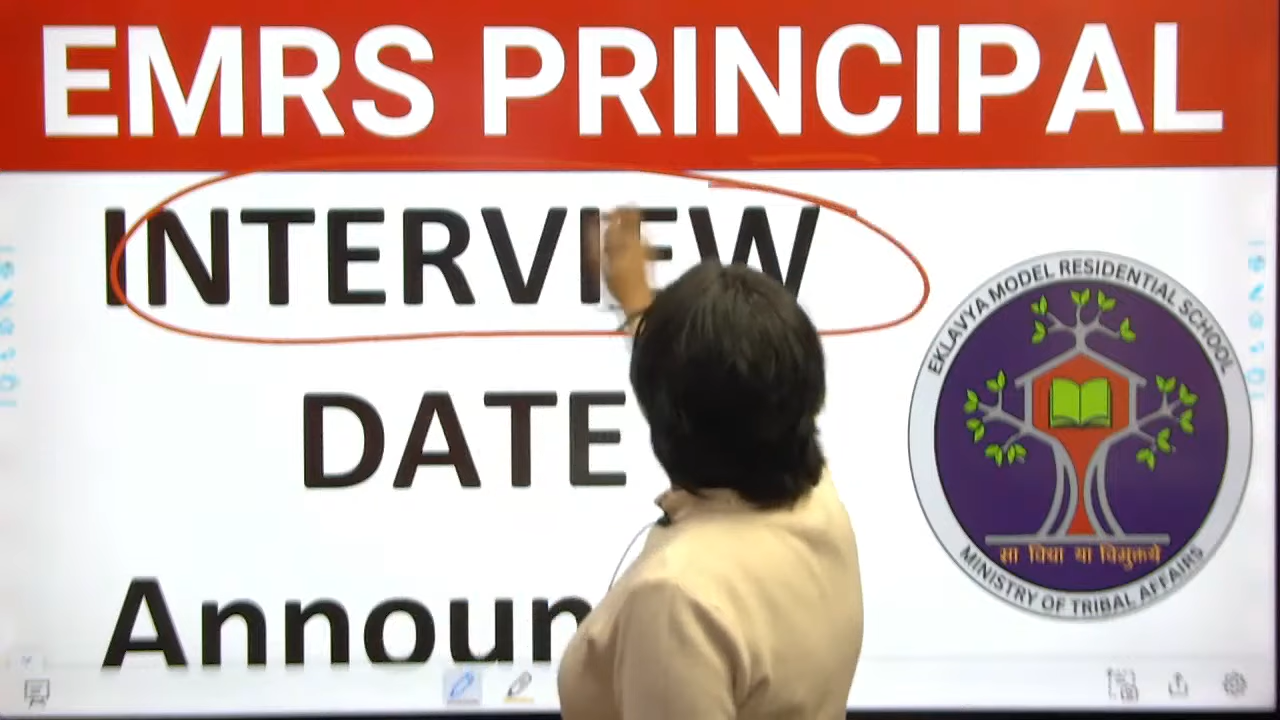 EMRS PRINCIPAL
INTERVIEW
DATE
Announ
EKLAVYA MODEL RESIDENTIAL SCHOOL
सा विद्या या विमुक्तये
MINISTRY OF TRIBAL AFFAIRS